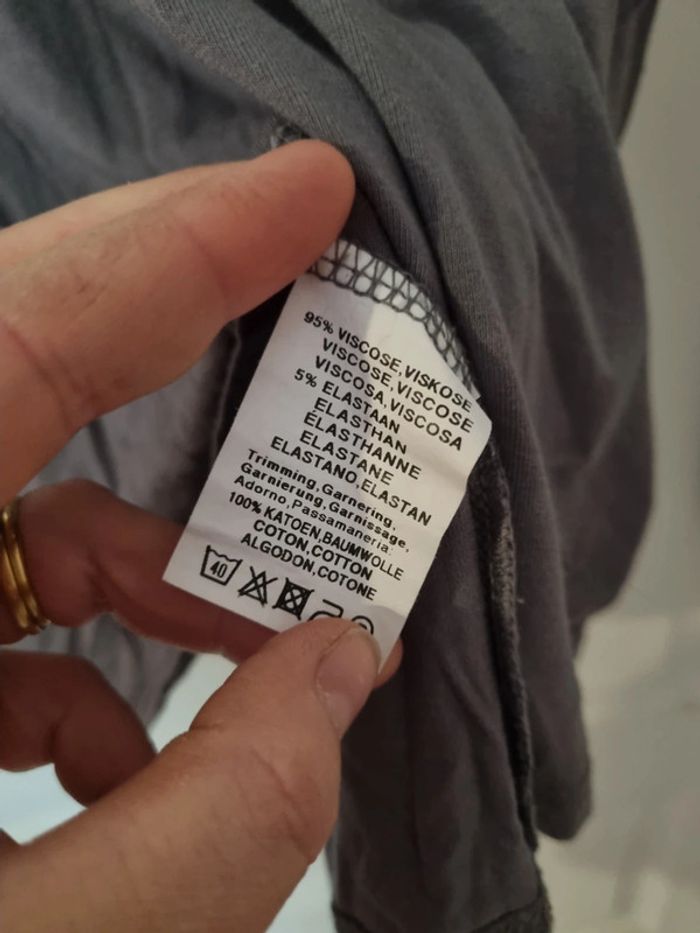 95% VISCOSE,VISKOSE
VISCOSE,VISCOSE
VISCOSA,VISCOSA
5% ELASTAAN
ELASTHAN
ÉLASTHANNE
ELASTANE
ELASTANO,ELASTAN
Trimming,Garnering,
Garnierung,Garnissage,
Adorno,Passamaneria:
100% KATOEN,BAUMWOLLE
COTON,COTTON
ALGODON,COTONE
40